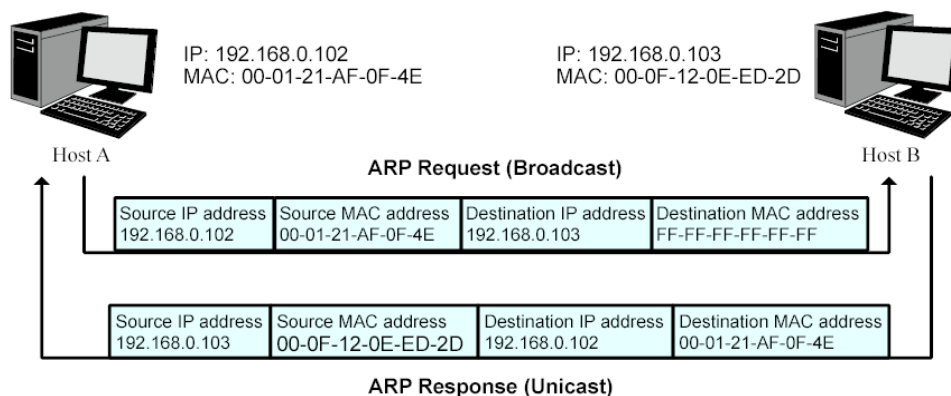 IP: 192.168.0.102
MAC: 00-01-21-AF-0F-4E
IP: 192.168.0.103
MAC: 00-0F-12-0E-ED-2D
Host A
Host B
ARP Request (Broadcast)
Source IP address
192.168.0.102
Source MAC address
00-01-21-AF-0F-4E
Destination IP address
192.168.0.103
Destination MAC address
FF-FF-FF-FF-FF-FF
Source IP address
192.168.0.103
Source MAC address
00-0F-12-0E-ED-2D
Destination IP address
192.168.0.102
Destination MAC address
00-01-21-AF-0F-4E
ARP Response (Unicast)